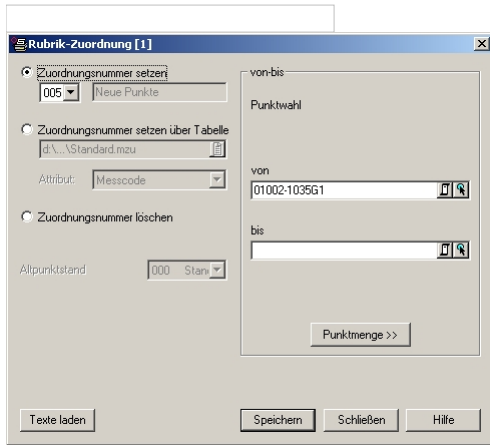 Rubrik-Zuordnung [1]
Zuordnungsnummer setzen
005 Neue Punkte
Zuordnungsnummer setzen über Tabelle
d:\...\Standard.mzu
Attribut: Messcode
Zuordnungsnummer löschen
Altpunktstand 000 Stan
von-bis
Punktwahl
von
01002-1035G1
bis
Punktmenge >>
Texte laden
Speichern
Schließen
Hilfe